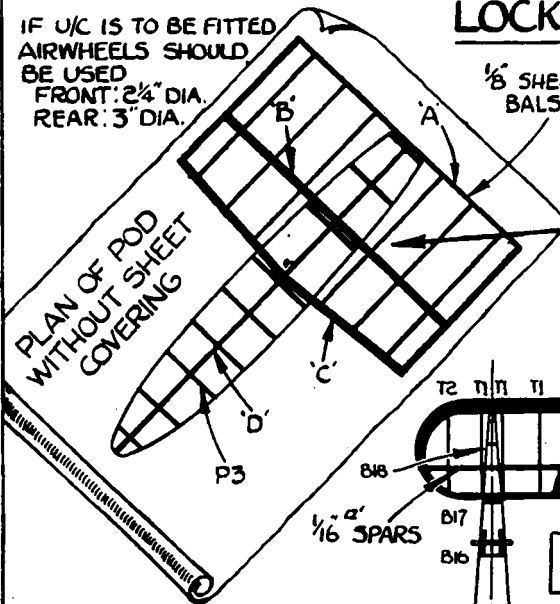 IF U/C IS TO BE FITTED
AIRWHEELS SHOULD
BE USED
FRONT: 2¼" DIA.
REAR: 3" DIA.
LOCK
⅛" SHE
BALS
'B'
'A'
PLAN OF POD
WITHOUT SHEET
COVERING
'C'
'D'
P3
T2 T1 T1 T1
B18
1/16" SPARS
B17
B16